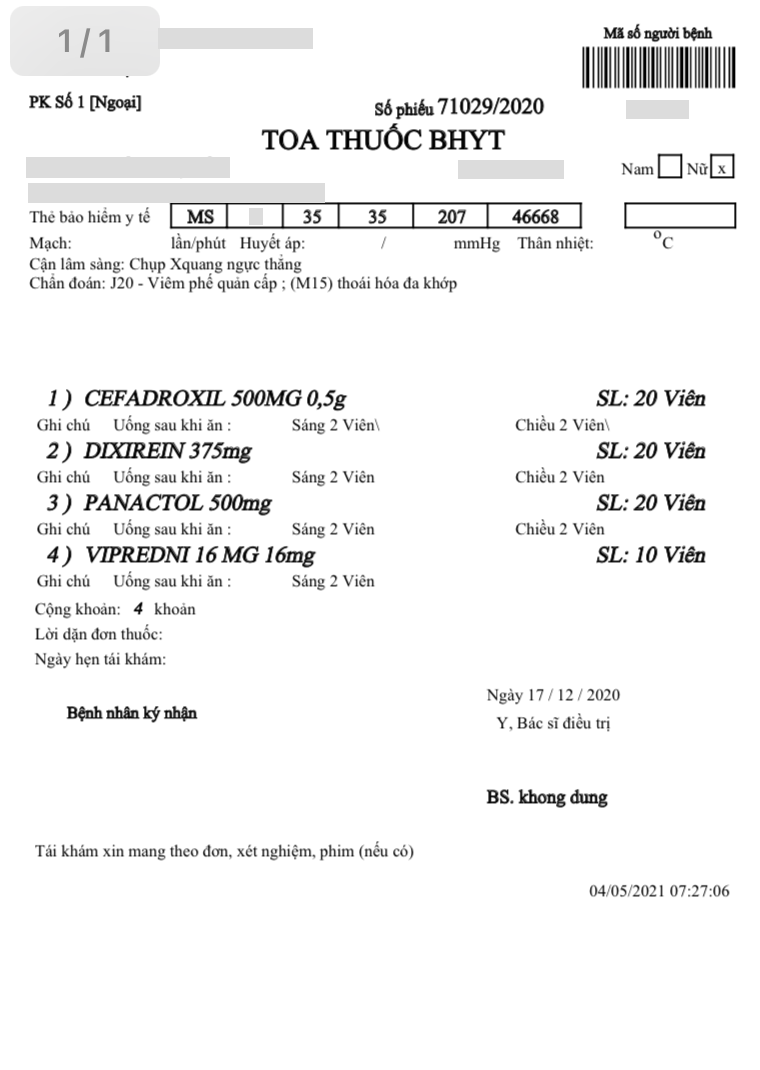 1/1
Mã số người bệnh
PK Số 1 [Ngoại]
Số phiếu 71029/2020
TOA THUỐC BHYT
Nam Nữ x
Thẻ bảo hiểm y tế MS 35 35 207 46668
Mạch: lần/phút Huyết áp: / mmHg Thân nhiệt: °C
Cận lâm sàng: Chụp Xquang ngực thẳng
Chẩn đoán: J20 - Viêm phế quản cấp ; (M15) thoái hóa đa khớp
1 ) CEFADROXIL 500MG 0,5g SL: 20 Viên
Ghi chú Uống sau khi ăn : Sáng 2 Viên\ Chiều 2 Viên\
2 ) DIXIREIN 375mg SL: 20 Viên
Ghi chú Uống sau khi ăn : Sáng 2 Viên Chiều 2 Viên
3 ) PANACTOL 500mg SL: 20 Viên
Ghi chú Uống sau khi ăn : Sáng 2 Viên Chiều 2 Viên
4 ) VIPREDNI 16 MG 16mg SL: 10 Viên
Ghi chú Uống sau khi ăn : Sáng 2 Viên
Cộng khoản: 4 khoản
Lời dặn đơn thuốc:
Ngày hẹn tái khám:
Ngày 17 / 12 / 2020
Bệnh nhân ký nhận
Y, Bác sĩ điều trị
BS. khong dung
Tái khám xin mang theo đơn, xét nghiệm, phim (nếu có)
04/05/2021 07:27:06